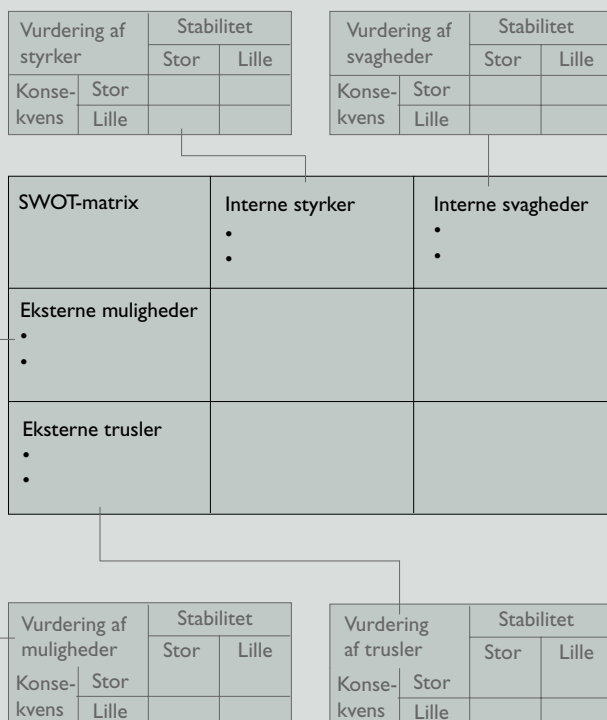 Vurdering af
styrker
Stabilitet
Stor Lille
Konse-
kvens
Stor
Lille
Vurdering af
svagheder
Stabilitet
Stor Lille
Konse-
kvens
Stor
Lille
SWOT-matrix
Interne styrker
•
•
Interne svagheder
•
•
Eksterne muligheder
•
•
Eksterne trusler
•
•
Vurdering af
muligheder
Stabilitet
Stor Lille
Konse-
kvens
Stor
Lille
Vurdering
af trusler
Stabilitet
Stor Lille
Konse-
kvens
Stor
Lille